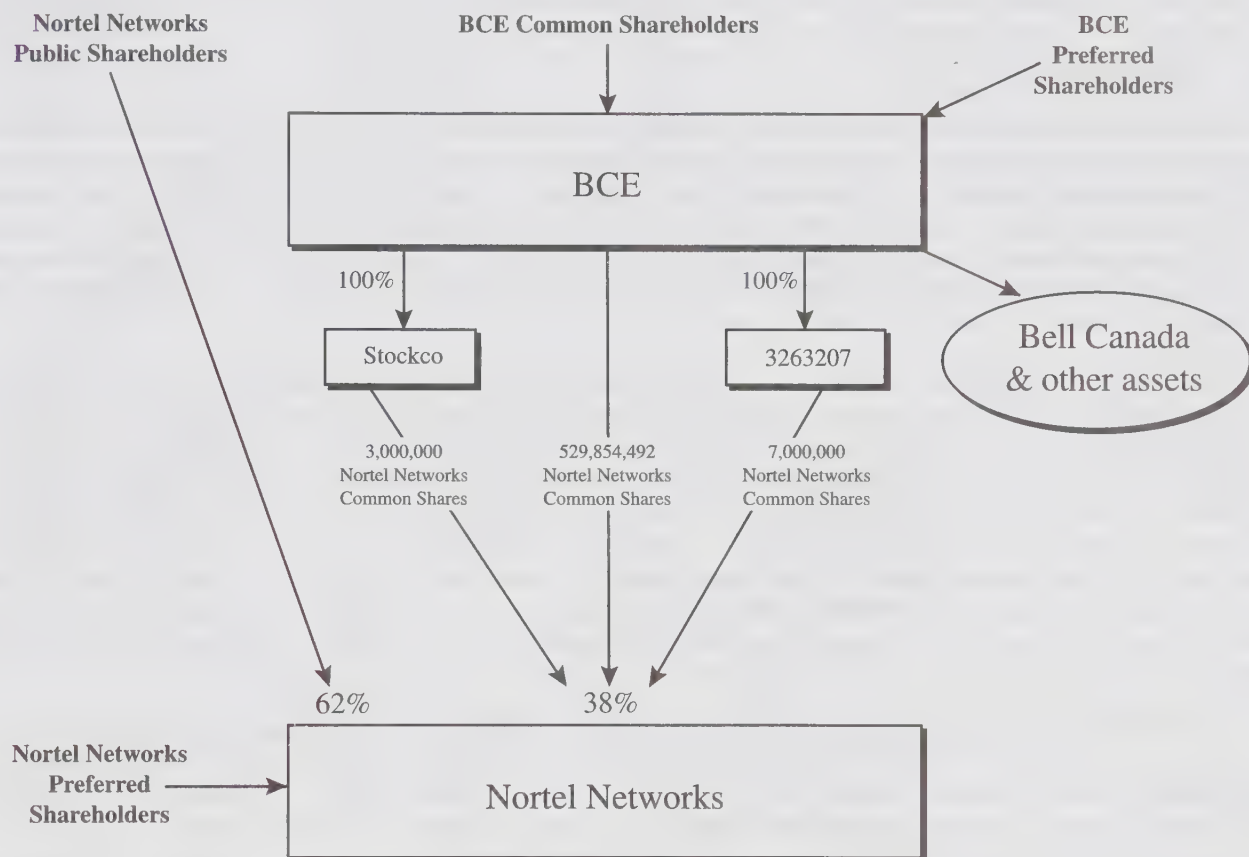 Nortel Networks
Public Shareholders
BCE Common Shareholders
BCE
Preferred
Shareholders
BCE
100%
100%
Stockco
3263207
Bell Canada
& other assets
3,000,000
Nortel Networks
Common Shares
529,854,492
Nortel Networks
Common Shares
7,000,000
Nortel Networks
Common Shares
62%
38%
Nortel Networks
Preferred
Shareholders
Nortel Networks